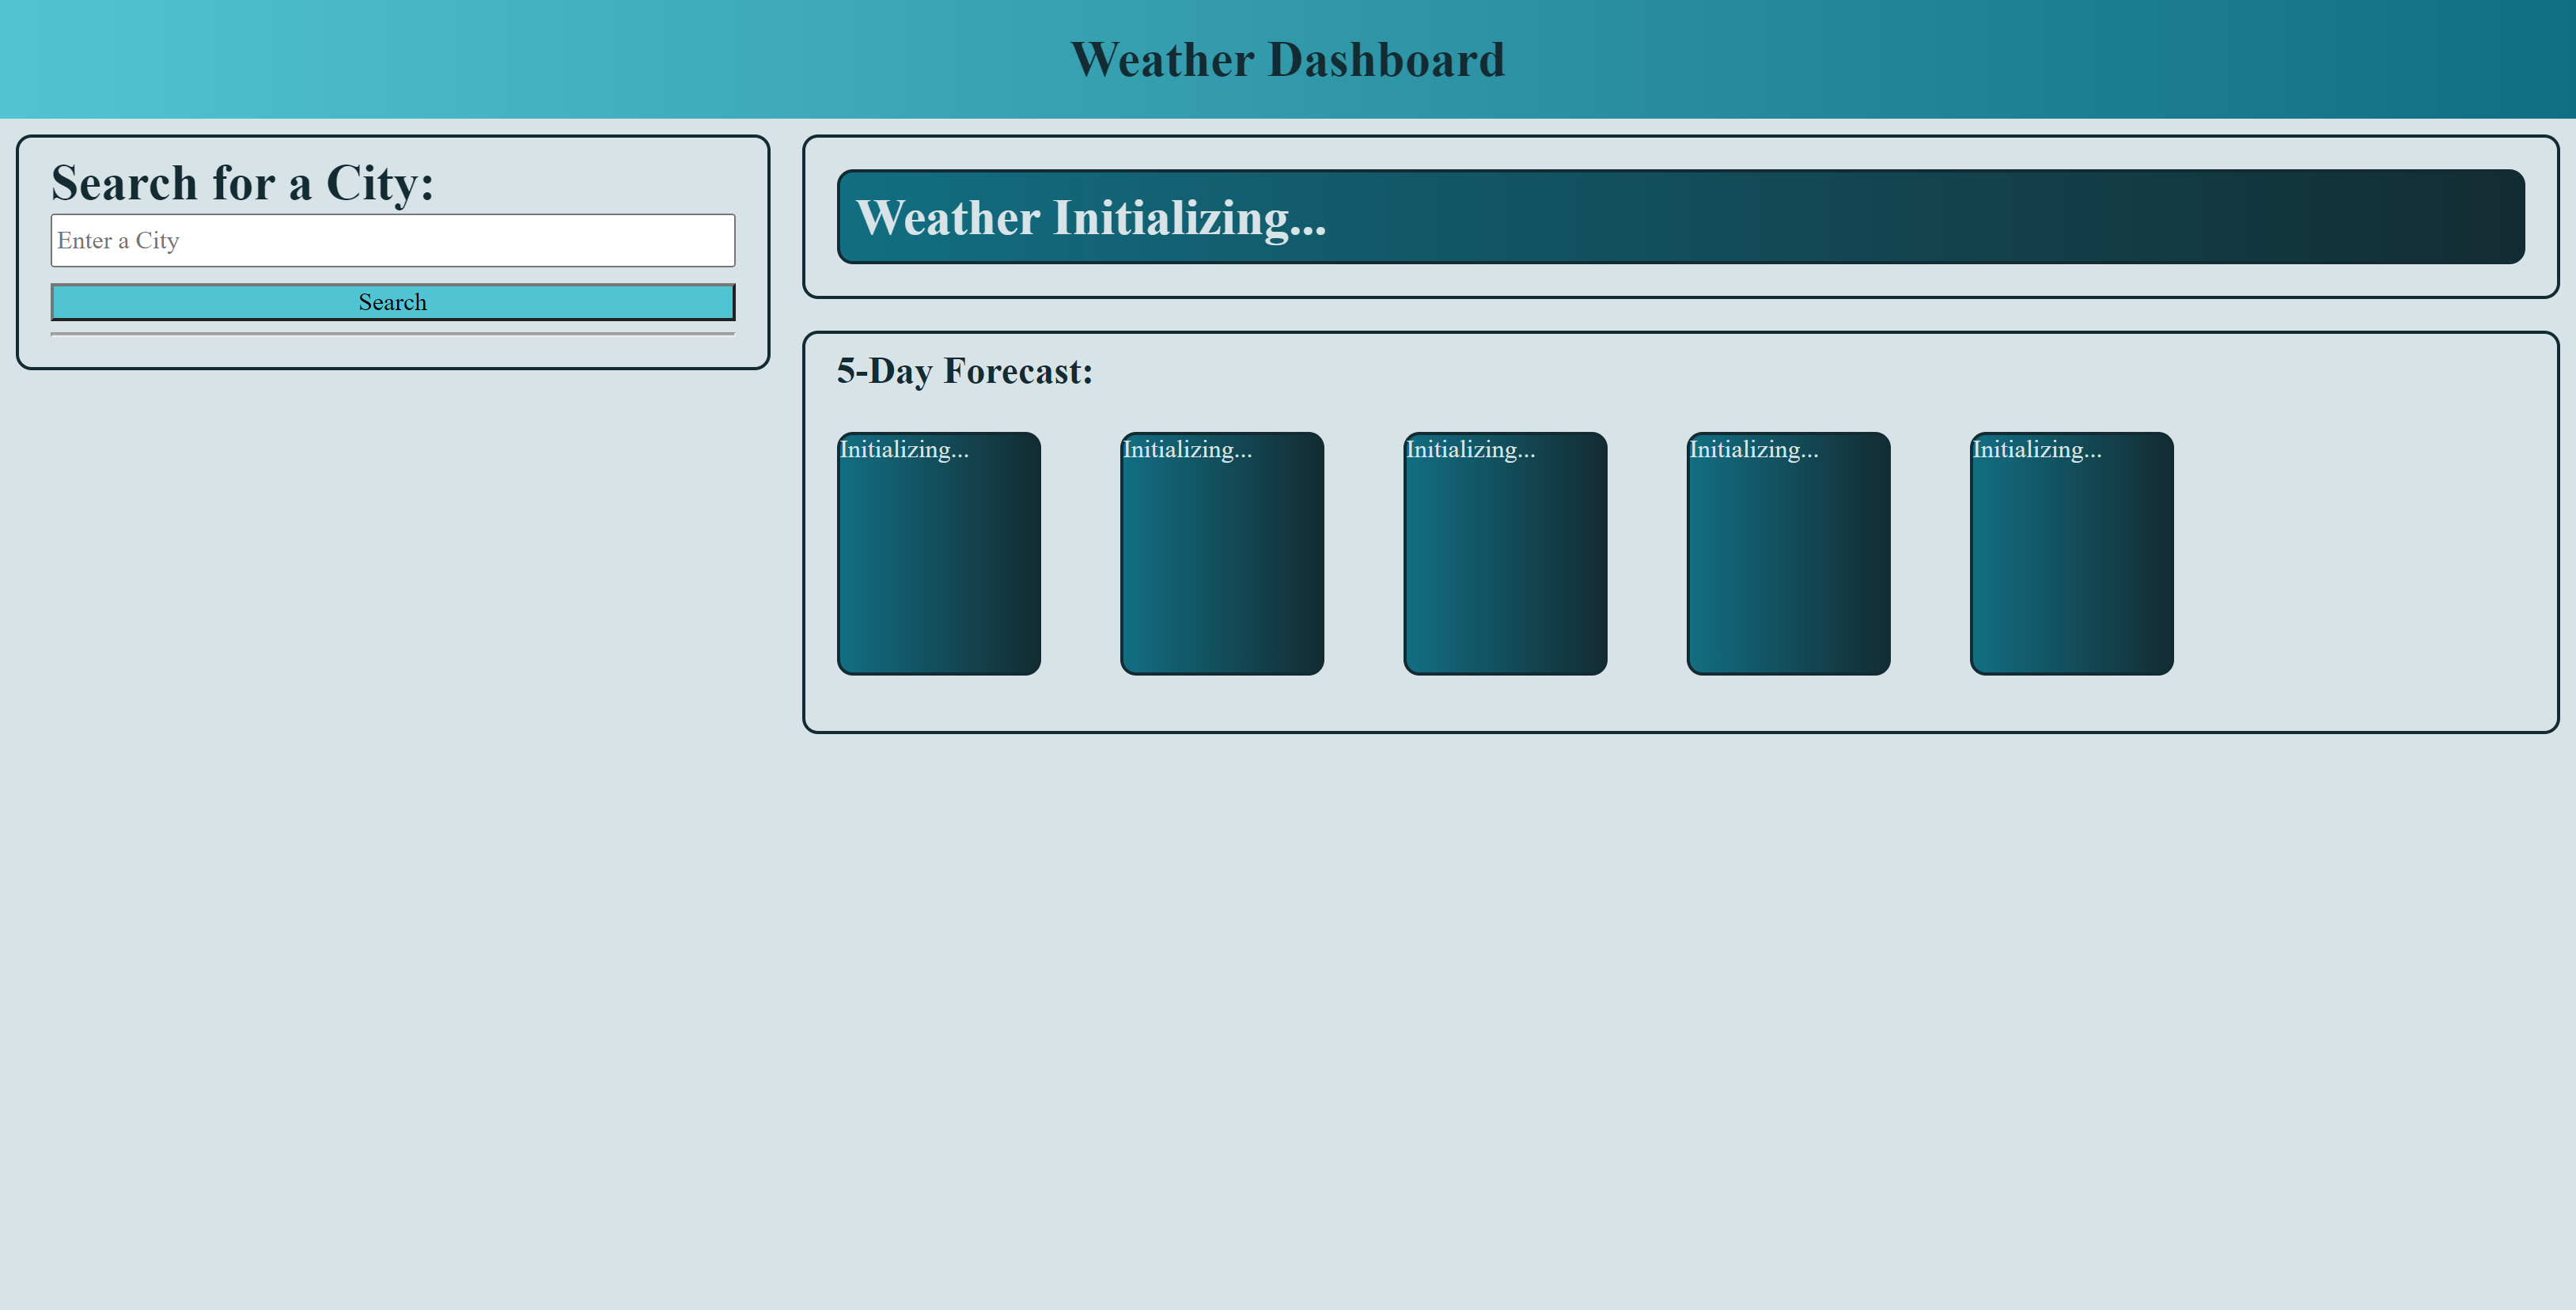 Weather Dashboard
Search for a City:
Enter a City
Search
Weather Initializing...
5-Day Forecast:
Initializing...
Initializing...
Initializing...
Initializing...
Initializing...